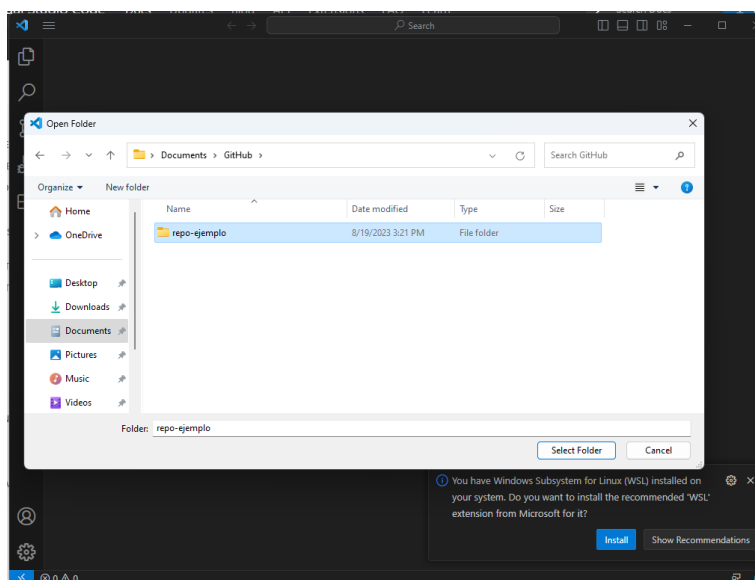 Search
Open Folder
Documents > GitHub >
Search GitHub
Organize
New folder
Home
OneDrive
Desktop
Downloads
Documents
Pictures
Music
Videos
Name Date modified Type Size
repo-ejemplo 8/19/2023 3:21 PM File folder
Folder: repo-ejemplo
Select Folder Cancel
You have Windows Subsystem for Linux (WSL) installed on
your system. Do you want to install the recommended 'WSL'
extension from Microsoft for it?
Install Show Recommendations
0 0